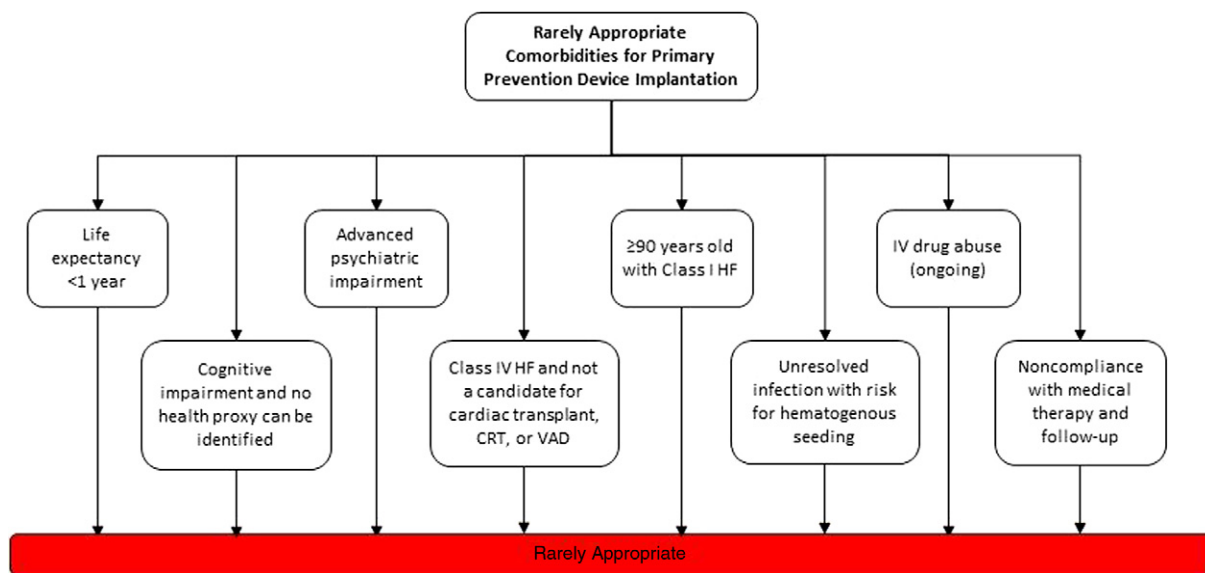 Rarely Appropriate
Comorbidities for Primary
Prevention Device Implantation
Life
expectancy
<1 year
Advanced
psychiatric
impairment
≥90 years old
with Class I HF
IV drug abuse
(ongoing)
Cognitive
impairment and no
health proxy can be
identified
Class IV HF and not
a candidate for
cardiac transplant,
CRT, or VAD
Unresolved
infection with risk
for hematogenous
seeding
Noncompliance
with medical
therapy and
follow-up
Rarely Appropriate